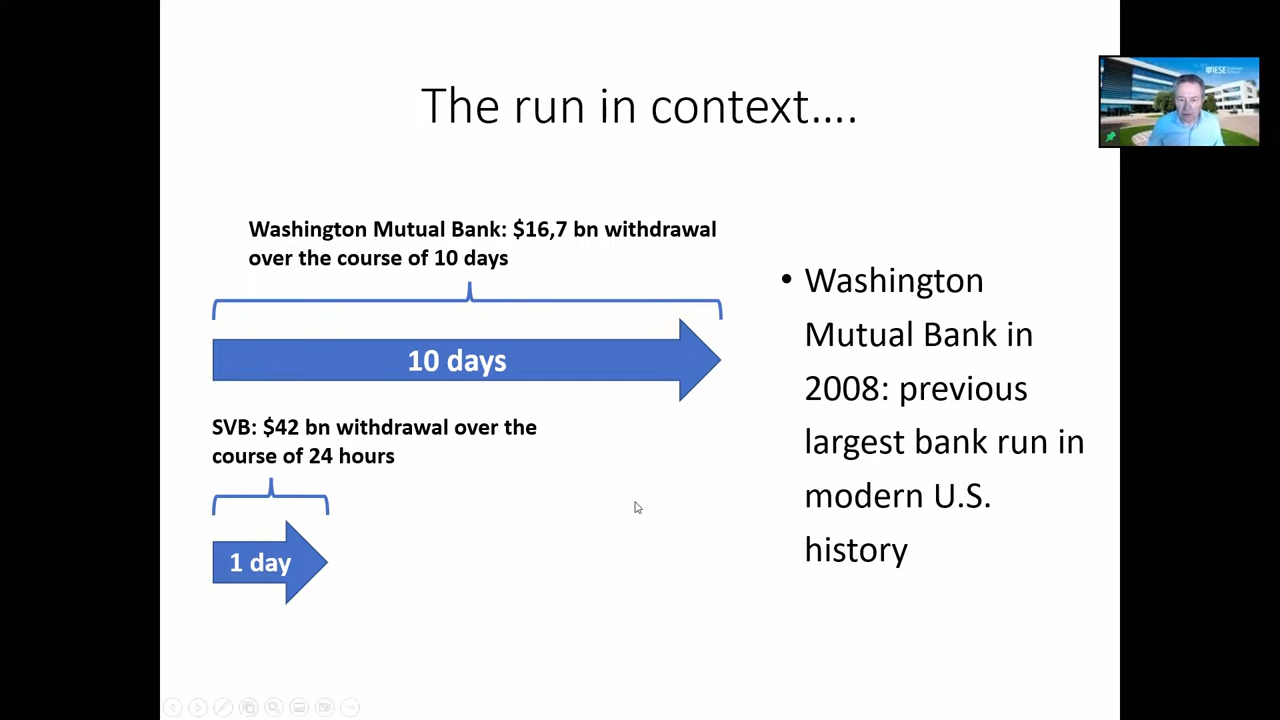 The run in context....
IESE
Washington Mutual Bank: $16,7 bn withdrawal
over the course of 10 days
10 days
SVB: $42 bn withdrawal over the
course of 24 hours
1 day
• Washington
Mutual Bank in
2008: previous
largest bank run in
modern U.S.
history